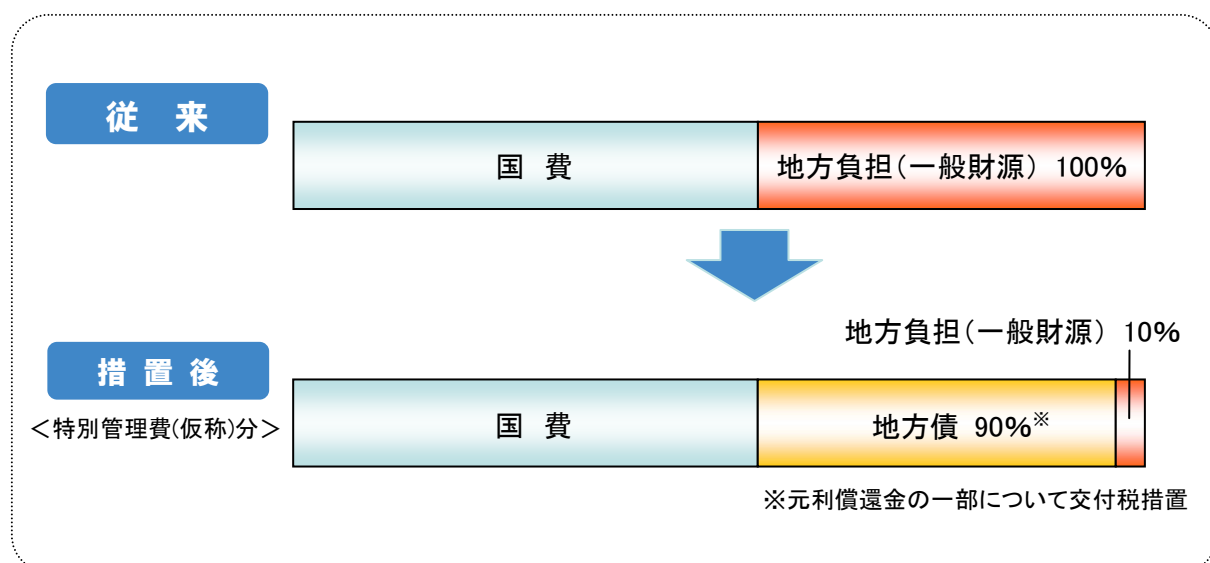 従 来
国 費
地方負担(一般財源) 100%
地方負担(一般財源) 10%
措 置 後
<特別管理費(仮称)分>
国 費
地方債 90%※
※元利償還金の一部について交付税措置